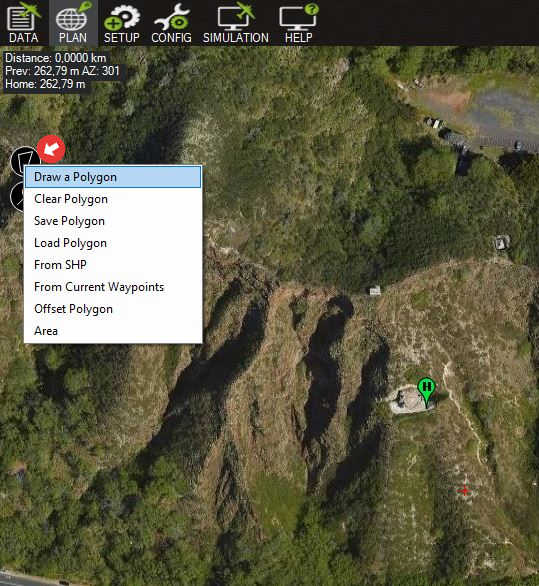 DATA PLAN SETUP CONFIG SIMULATION HELP
Distance: 0,0000 km
Prev: 262,79 m AZ: 301
Home: 262,79 m
Draw a Polygon
Clear Polygon
Save Polygon
Load Polygon
From SHP
From Current Waypoints
Offset Polygon
Area
H